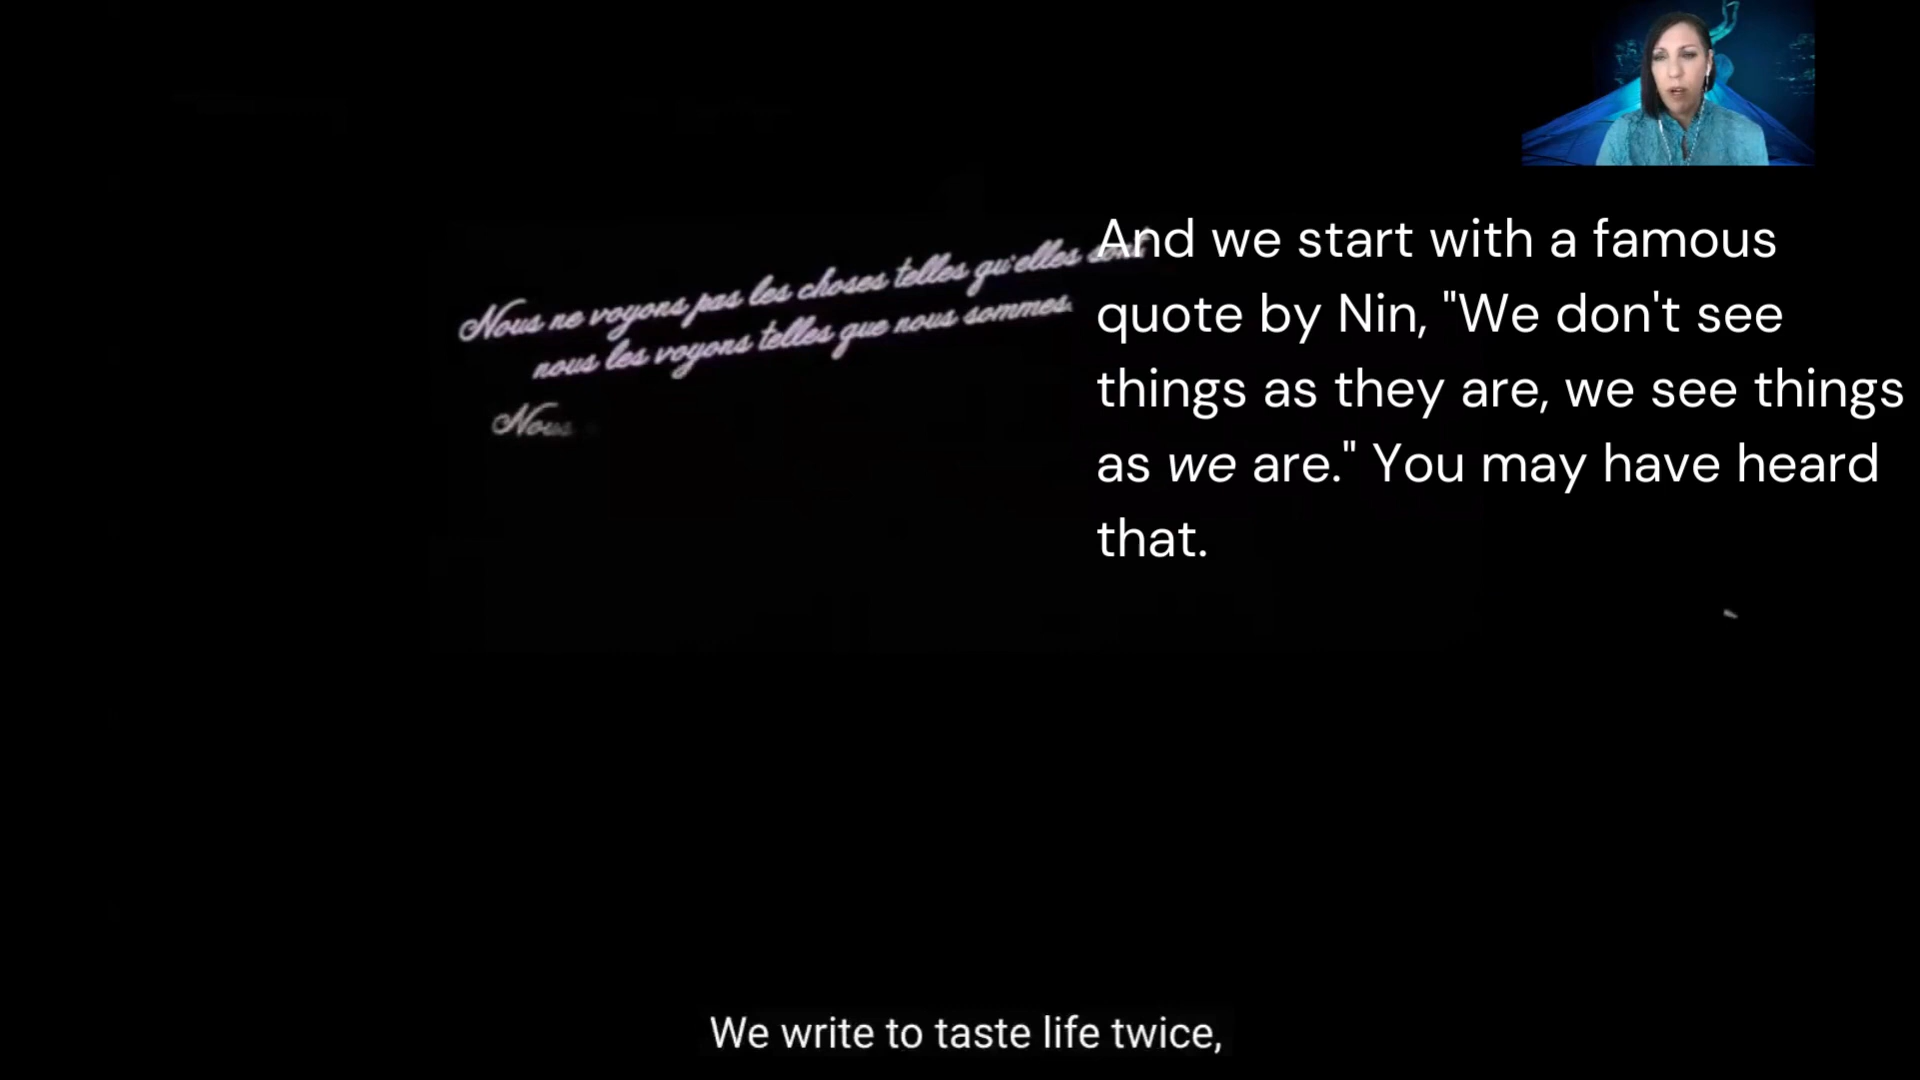 Nous ne voyons pas les choses telles qu'elles sont
nous les voyons telles que nous sommes.
Nous
And we start with a famous
quote by Nin, "We don't see
things as they are, we see things
as we are." You may have heard
that.
We write to taste life twice,